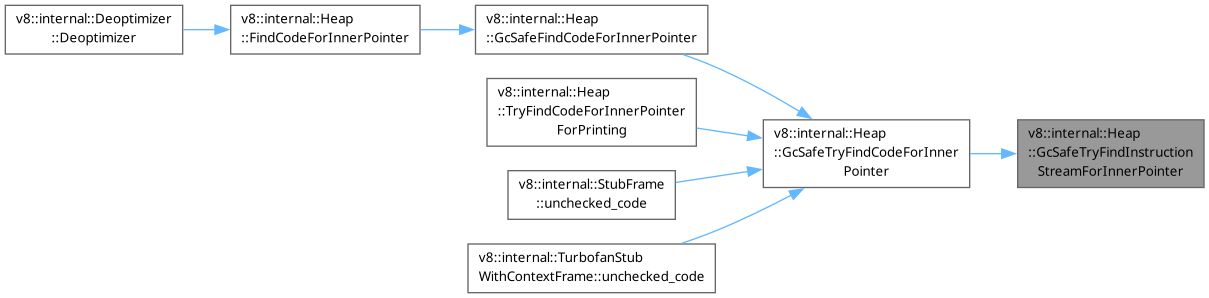 v8::internal::Deoptimizer
::Deoptimizer
v8::internal::Heap
::FindCodeForInnerPointer
v8::internal::Heap
::GcSafeFindCodeForInnerPointer
v8::internal::Heap
::TryFindCodeForInnerPointer
ForPrinting
v8::internal::StubFrame
::unchecked_code
v8::internal::TurbofanStub
WithContextFrame::unchecked_code
v8::internal::Heap
::GcSafeTryFindCodeForInner
Pointer
v8::internal::Heap
::GcSafeTryFindInstruction
StreamForInnerPointer